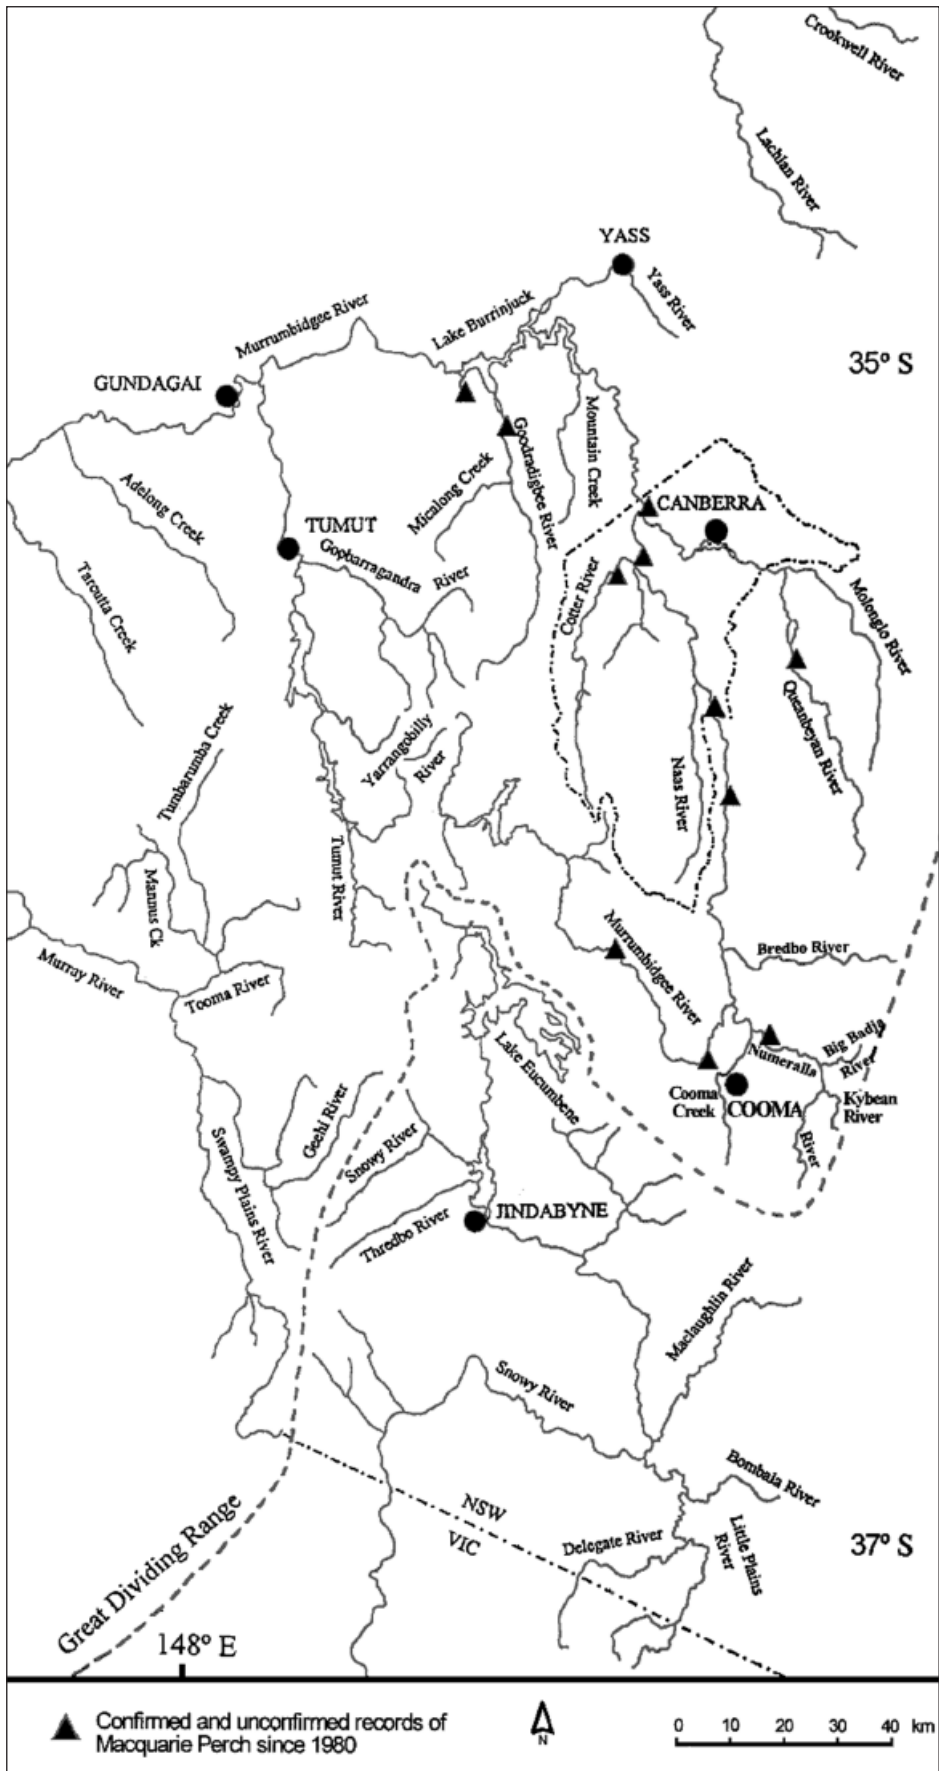 Crookwell River
Lachlan River
YASS
Yass River
Lake Burrinjuck
Murrumbidgee River
35° S
GUNDAGAI
Goodradigbee River
Mountain Creek
Micalong Creek
Adelong Creek
CANBERRA
TUMUT
Goobarragandra
River
Cotter River
Molonglo River
Tarcutta Creek
Queanbeyan River
Yarrangobilly
River
Tumbarumba Creek
Naas River
Tumut River
Mannus Ck
Murrumbidgee River
Bredbo River
Murray River
Tooma River
Lake Eucumbene
Big Badja
River
Numeralla
River
Cooma
Creek
COOMA
Kybean
River
Geehi River
Snowy River
Swampy Plains River
JINDABYNE
Thredbo River
Maclaughlin River
Snowy River
Bombala River
NSW
VIC
Delegate River
Little Plains
River
37° S
Great Dividing Range
148° E
Confirmed and unconfirmed records of
Macquarie Perch since 1980
N
0 10 20 30 40 km